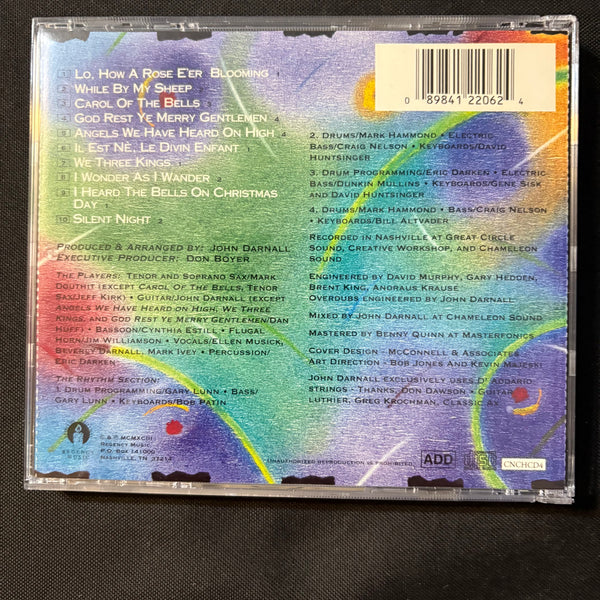 1 Lo, How A Rose E'er Blooming 1
2 While By My Sheep 2
3 Carol Of The Bells 3
4 God Rest Ye Merry Gentlemen 4
5 Angels We Have Heard On High 4
6 Il Est Nè, Le Divin Enfant 1
7 We Three Kings 1
8 I Wonder As I Wander
9 I Heard The Bells On Christmas
Day 1
10 Silent Night 2
Produced & Arranged by: John Darnall
Executive Producer: Don Boyer
The Players: Tenor and Soprano Sax/Mark
Douthit (except Carol Of The Bells, Tenor
Sax/Jeff Kirk) • Guitar/John Darnall (except
Angels We Have Heard on High, We Three
Kings, and God Rest Ye Merry Gentlemen/Dan
Huff) • Bassoon/Cynthia Estill • Flugal
Horn/Jim Williamson • Vocals/Ellen Musick,
Beverly Darnall, Mark Ivey • Percussion/
Eric Darken
The Rhythm Section:
1. Drum Programming/Gary Lunn • Bass/
Gary Lunn • Keyboards/Bob Patin
Regency
Music
C & P MCMXCIII
Regency Music
P.O. Box 141000
Nashville, TN 37214
0 89841 22062 4
2. Drums/Mark Hammond • Electric
Bass/Craig Nelson • Keyboards/David
Huntsinger
3. Drum Programming/Eric Darken • Electric
Bass/Dunkin Mullins • Keyboards/Gene Sisk
and David Huntsinger
4. Drums/Mark Hammond • Bass/Craig Nelson
• Keyboards/Bill Altvader
Recorded in Nashville at Great Circle
Sound, Creative Workshop, and Chameleon
Sound
Engineered by David Murphy, Gary Hedden,
Brent King, Andraus Krause
Overdubs engineered by John Darnall
Mixed by John Darnall at Chameleon Sound
Mastered by Benny Quinn at Masterfonics
Cover Design - McConnell & Associates
Art Direction - Bob Jones and Kevin Majeski
John Darnall exclusively uses D'Addario
strings - Thanks, Don Dawson • Guitar
luthier, Greg Krochman, Classic Ax
Unauthorized reproduction is prohibited.
ADD
CNCHCD4